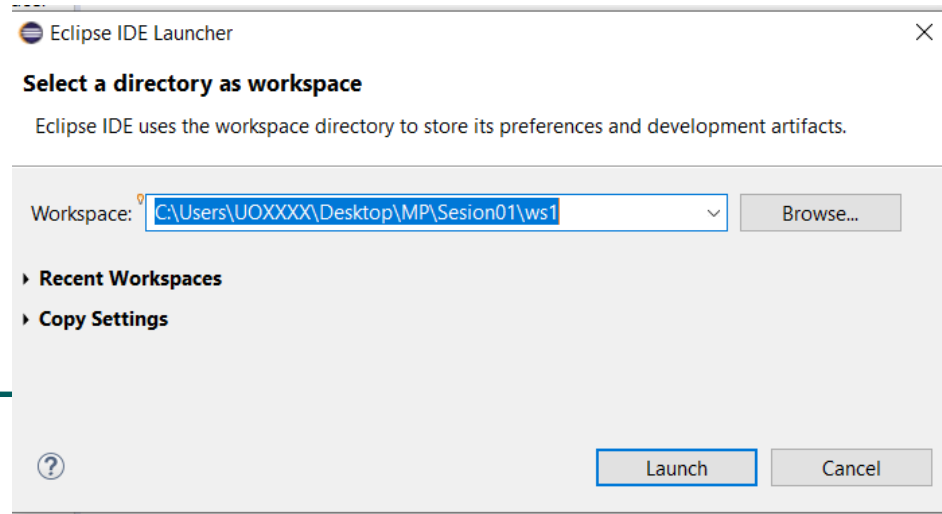 Eclipse IDE Launcher
Select a directory as workspace
Eclipse IDE uses the workspace directory to store its preferences and development artifacts.
Workspace: C:\Users\UOXXXX\Desktop\MP\Sesion01\ws1 Browse...
Recent Workspaces
Copy Settings
? Launch Cancel